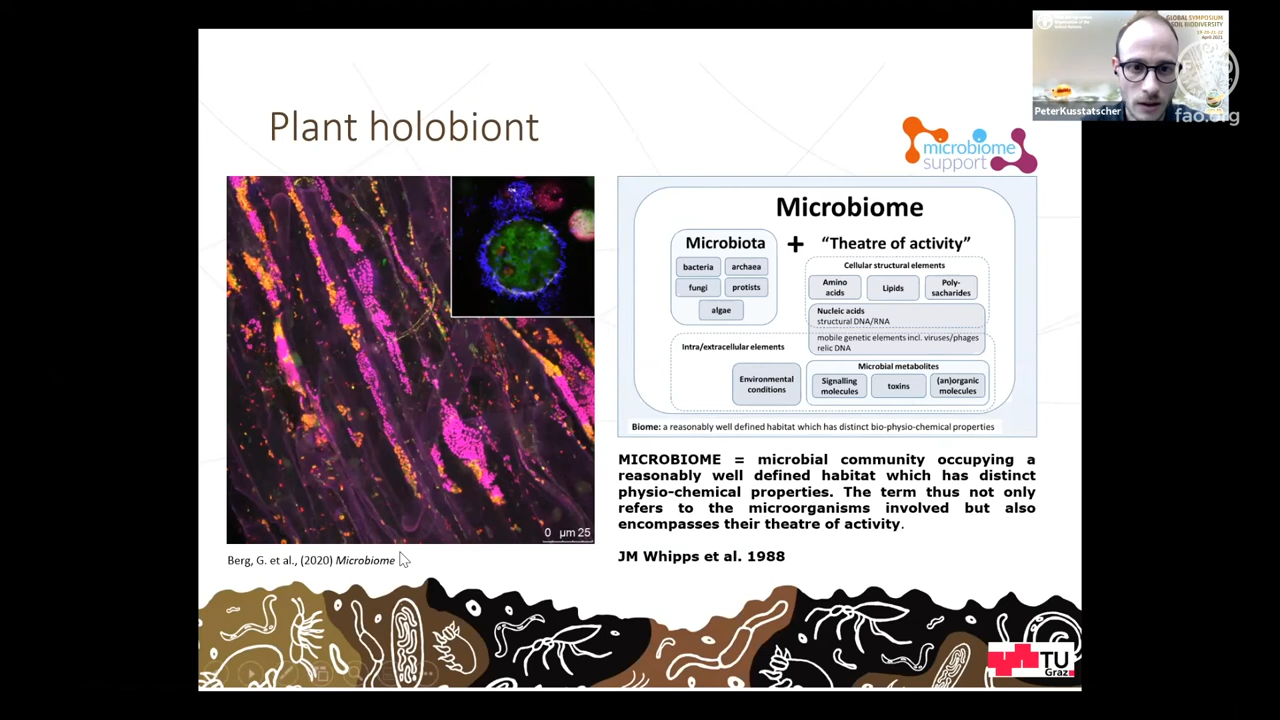 GLOBAL SYMPOSIUM
SOIL BIODIVERSITY
April 2021
PeterKusstatscher
fao.org
Plant holobiont
microbiome
support
Microbiome
Microbiota
+
“Theatre of activity”
bacteria
archaea
fungi
protists
algae
Cellular structural elements
Amino
acids
Lipids
Poly-
sacharides
Nucleic acids
structural DNA/RNA
mobile genetic elements incl. viruses/phages
relic DNA
Intra/extracellular elements
Environmental
conditions
Microbial metabolites
Signalling
molecules
toxins
(an)organic
molecules
Biome: a reasonably well defined habitat which has distinct bio-physio-chemical properties
0 µm 25
Berg, G. et al., (2020) Microbiome
MICROBIOME = microbial community occupying a
reasonably well defined habitat which has distinct
physio-chemical properties. The term thus not only
refers to the microorganisms involved but also
encompasses their theatre of activity.
JM Whipps et al. 1988
TU
Graz